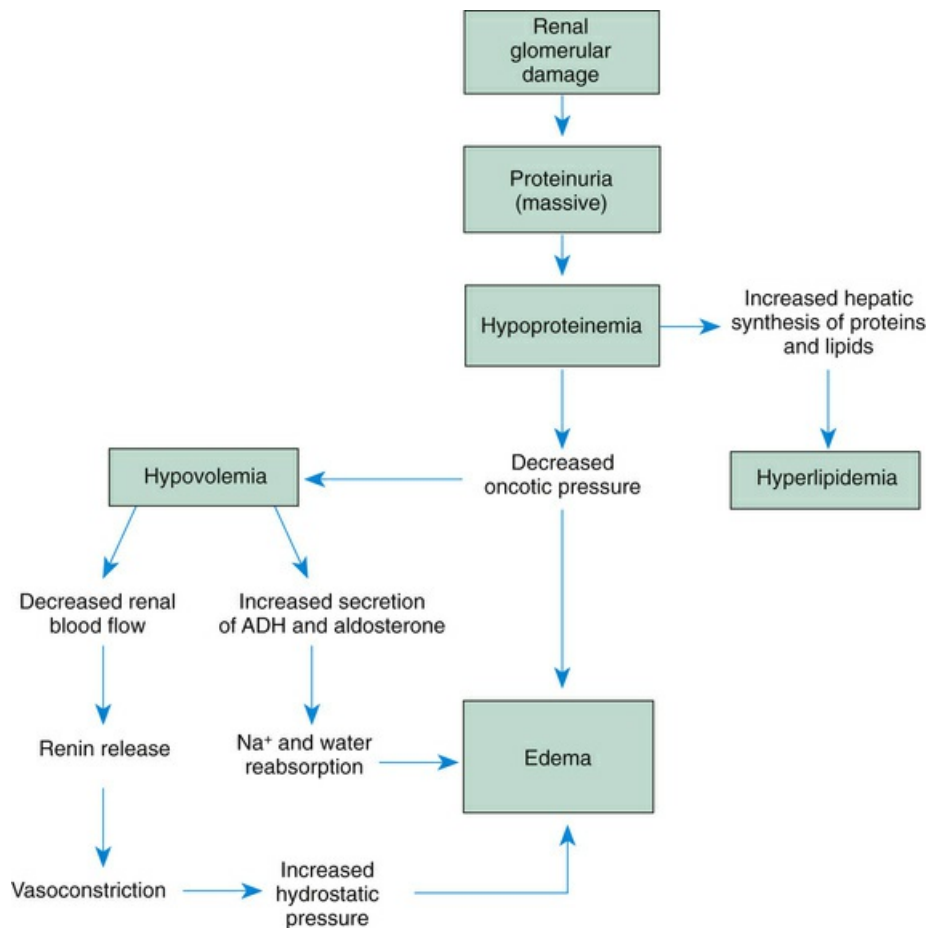 Renal
glomerular
damage
Proteinuria
(massive)
Hypoproteinemia
Increased hepatic
synthesis of proteins
and lipids
Hypovolemia
Decreased
oncotic pressure
Hyperlipidemia
Decreased renal
blood flow
Increased secretion
of ADH and aldosterone
Renin release
Na⁺ and water
reabsorption
Edema
Vasoconstriction
Increased
hydrostatic
pressure